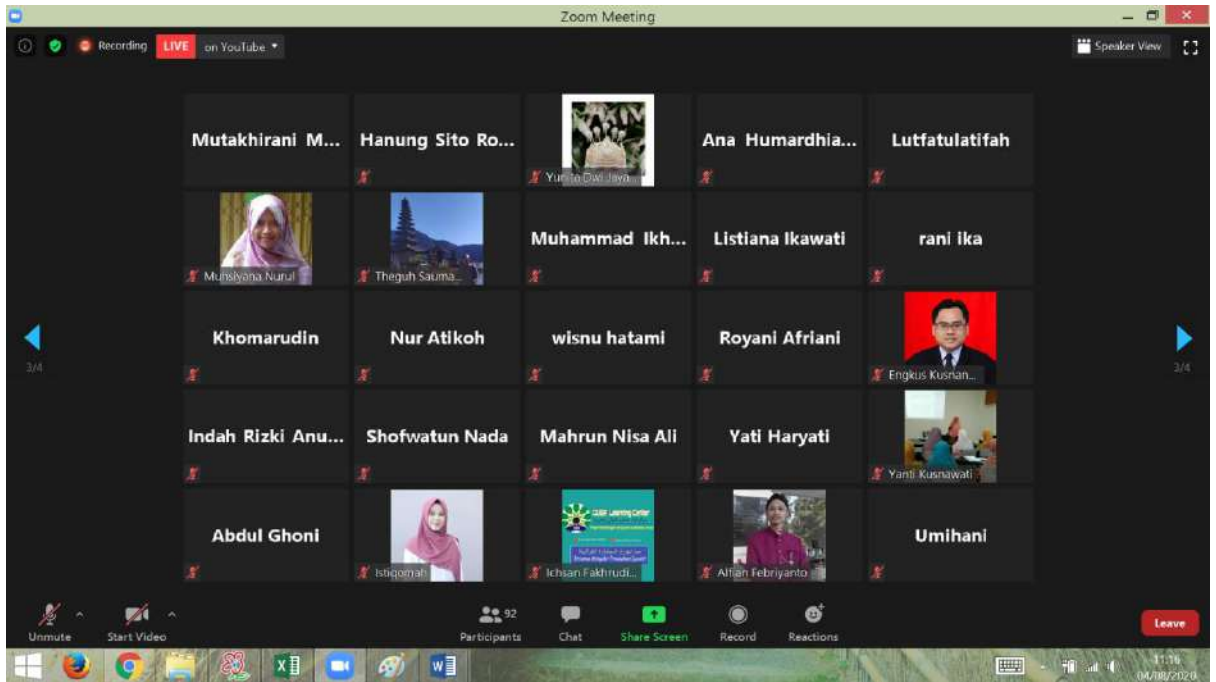 Zoom Meeting
Recording LIVE on YouTube Speaker View
Mutakhirani M... Hanung Sito Ro... Yunita Dwi Jaya... Ana Humardhia... Lutfatulatifah
Muhsiyana Nurul Theguh Sauma... Muhammad Ikh... Listiana Ikawati rani ika
Khomarudin Nur Atikoh wisnu hatami Royani Afriani Engkus Kusnan...
3/4 3/4
Indah Rizki Anu... Shofwatun Nada Mahrun Nisa Ali Yati Haryati Yanti Kusnawati
Abdul Ghoni Istiqomah Ichsan Fakhrudi... Alfian Febriyanto Umihani
92
Unmute Start Video Participants Chat Share Screen Record Reactions Leave
11:16
04/08/2020